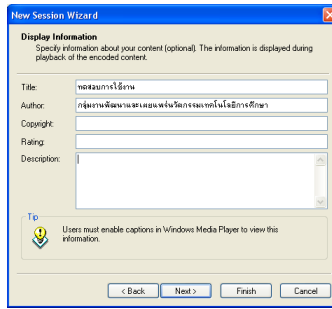 New Session Wizard
Display Information
Specify information about your content (optional). The information is displayed during
playback of the encoded content.
Title: ทดสอบการใช้งาน
Author: กลุ่มงานพัฒนาและเผยแพร่นวัตกรรมเทคโนโลยีการศึกษา
Copyright:
Rating:
Description:
Tip
Users must enable captions in Windows Media Player to view this
information.
< Back Next > Finish Cancel